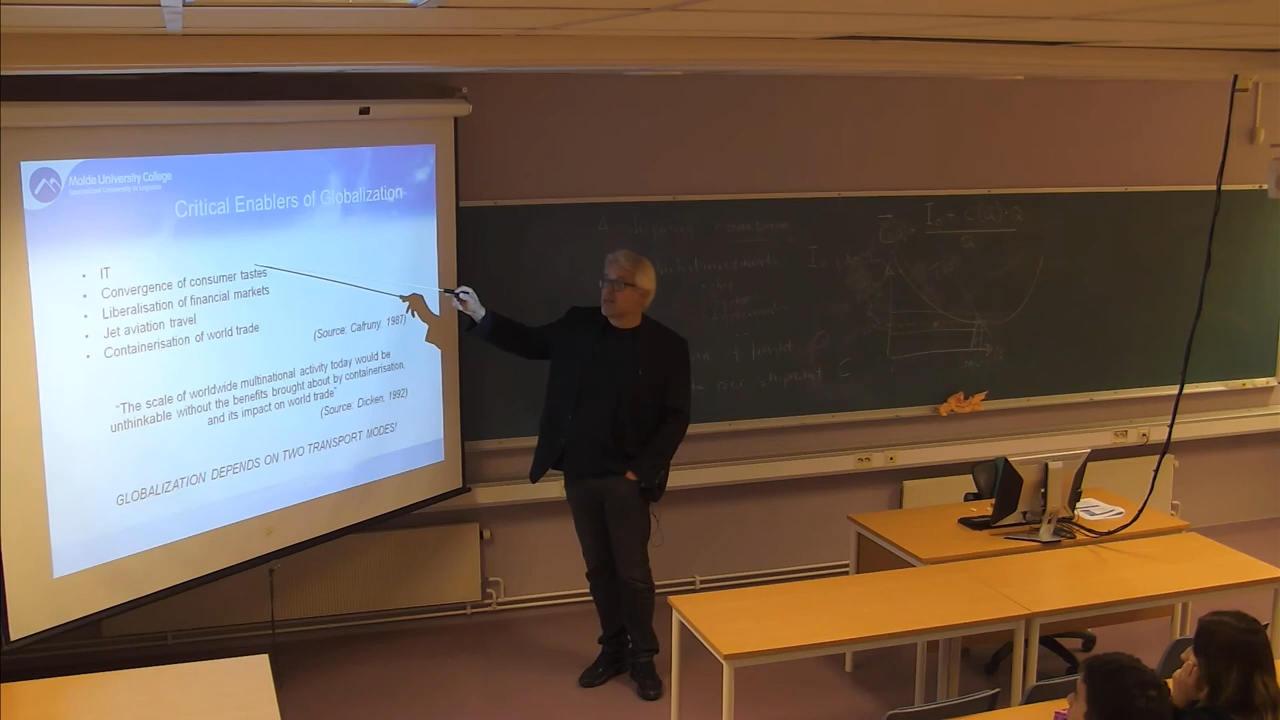 Molde University College
Specialized University in Logistics
Critical Enablers of Globalization
• IT
• Convergence of consumer tastes
• Liberalisation of financial markets
• Jet aviation travel
• Containerisation of world trade
(Source: Cafruny, 1987)
"The scale of worldwide multinational activity today would be
unthinkable without the benefits brought about by containerisation,
and its impact on world trade"
(Source: Dicken, 1992)
GLOBALIZATION DEPENDS ON TWO TRANSPORT MODES!
A shipping
I₀ + C(Q)·Q
Q